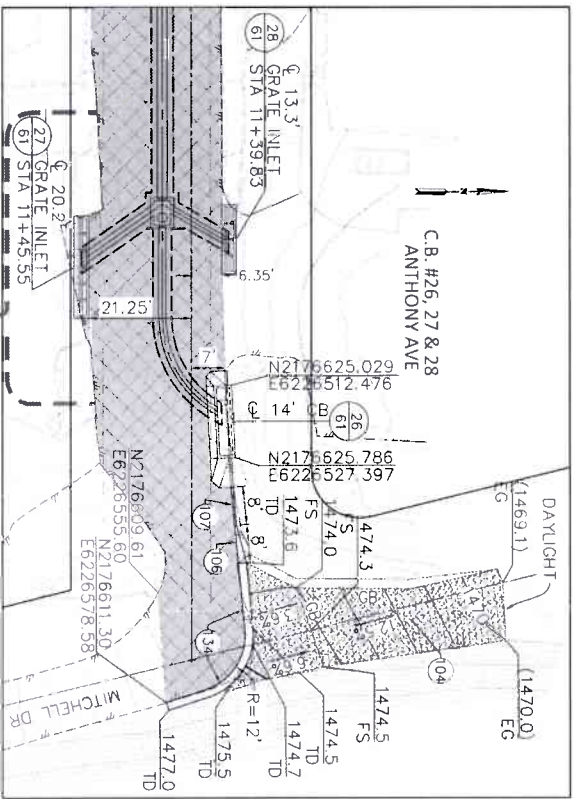 28
61
℄ 13.3'
GRATE INLET
STA 11+39.83
27
61
℄ 20.2'
GRATE INLET
STA 11+45.55
C.B. #26, 27 & 28
ANTHONY AVE
6.35'
21.25'
7'
N2176625.029
E6226512.476
℄ 14' CB
26
61
N2176625.786
E6226527.397
N2176609.61
E6226555.60
N2176611.30
E6226578.58
107
106
134
104
8'
8'
1473.6
TD
FS
1474.3
FS
GB
GB
(1469.1)
EG
DAYLIGHT
1470
(1470.0)
EG
1474.5
FS
1474.5
TD
1474.7
TD
R=12'
1475.5
TD
1477.0
TD
MITCHELL DR